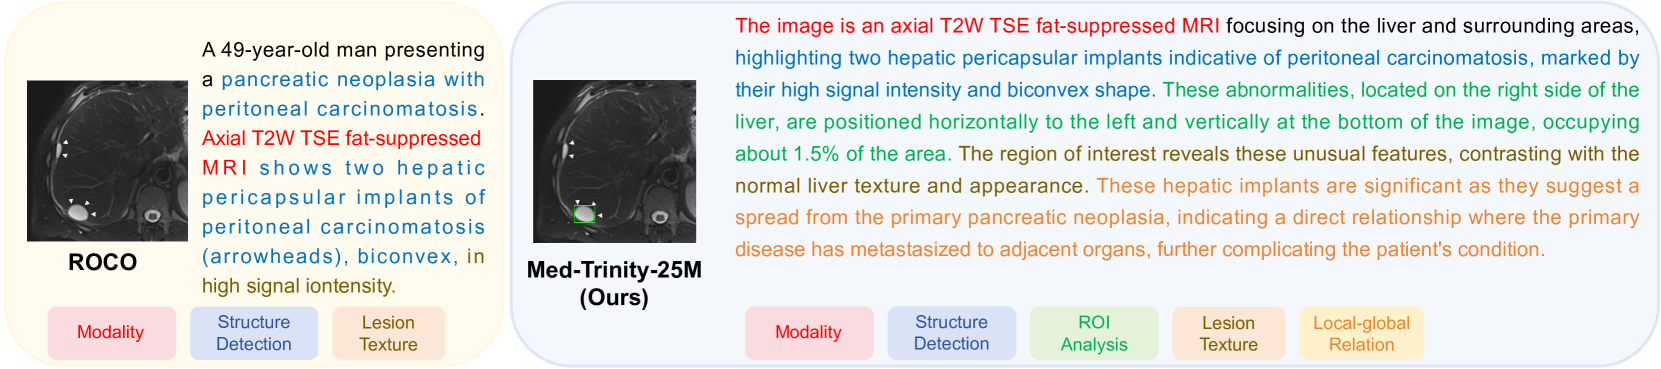 A 49-year-old man presenting
a pancreatic neoplasia with
peritoneal carcinomatosis.
Axial T2W TSE fat-suppressed
MRI shows two hepatic
pericapsular implants of
peritoneal carcinomatosis
(arrowheads), biconvex, in
high signal iontensity.
ROCO
Modality
Structure
Detection
Lesion
Texture
The image is an axial T2W TSE fat-suppressed MRI focusing on the liver and surrounding areas,
highlighting two hepatic pericapsular implants indicative of peritoneal carcinomatosis, marked by
their high signal intensity and biconvex shape. These abnormalities, located on the right side of the
liver, are positioned horizontally to the left and vertically at the bottom of the image, occupying
about 1.5% of the area. The region of interest reveals these unusual features, contrasting with the
normal liver texture and appearance. These hepatic implants are significant as they suggest a
spread from the primary pancreatic neoplasia, indicating a direct relationship where the primary
disease has metastasized to adjacent organs, further complicating the patient's condition.
Med-Trinity-25M
(Ours)
Modality
Structure
Detection
ROI
Analysis
Lesion
Texture
Local-global
Relation